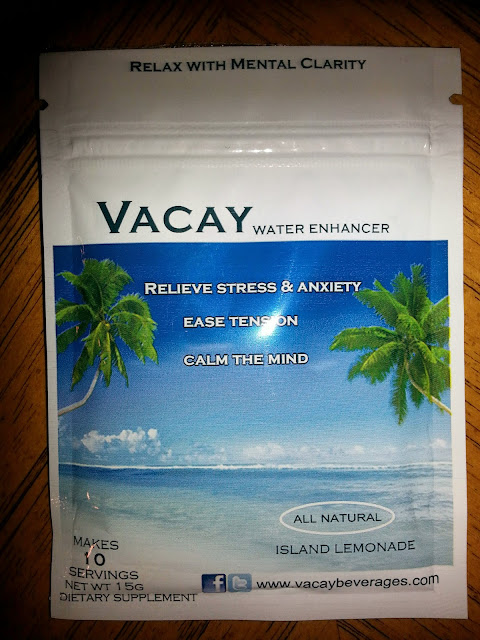 RELAX WITH MENTAL CLARITY
VACAY WATER ENHANCER
RELIEVE STRESS & ANXIETY
EASE TENSION
CALM THE MIND
ALL NATURAL
ISLAND LEMONADE
MAKES
10
SERVINGS
NET WT 15G
DIETARY SUPPLEMENT
www.vacaybeverages.com